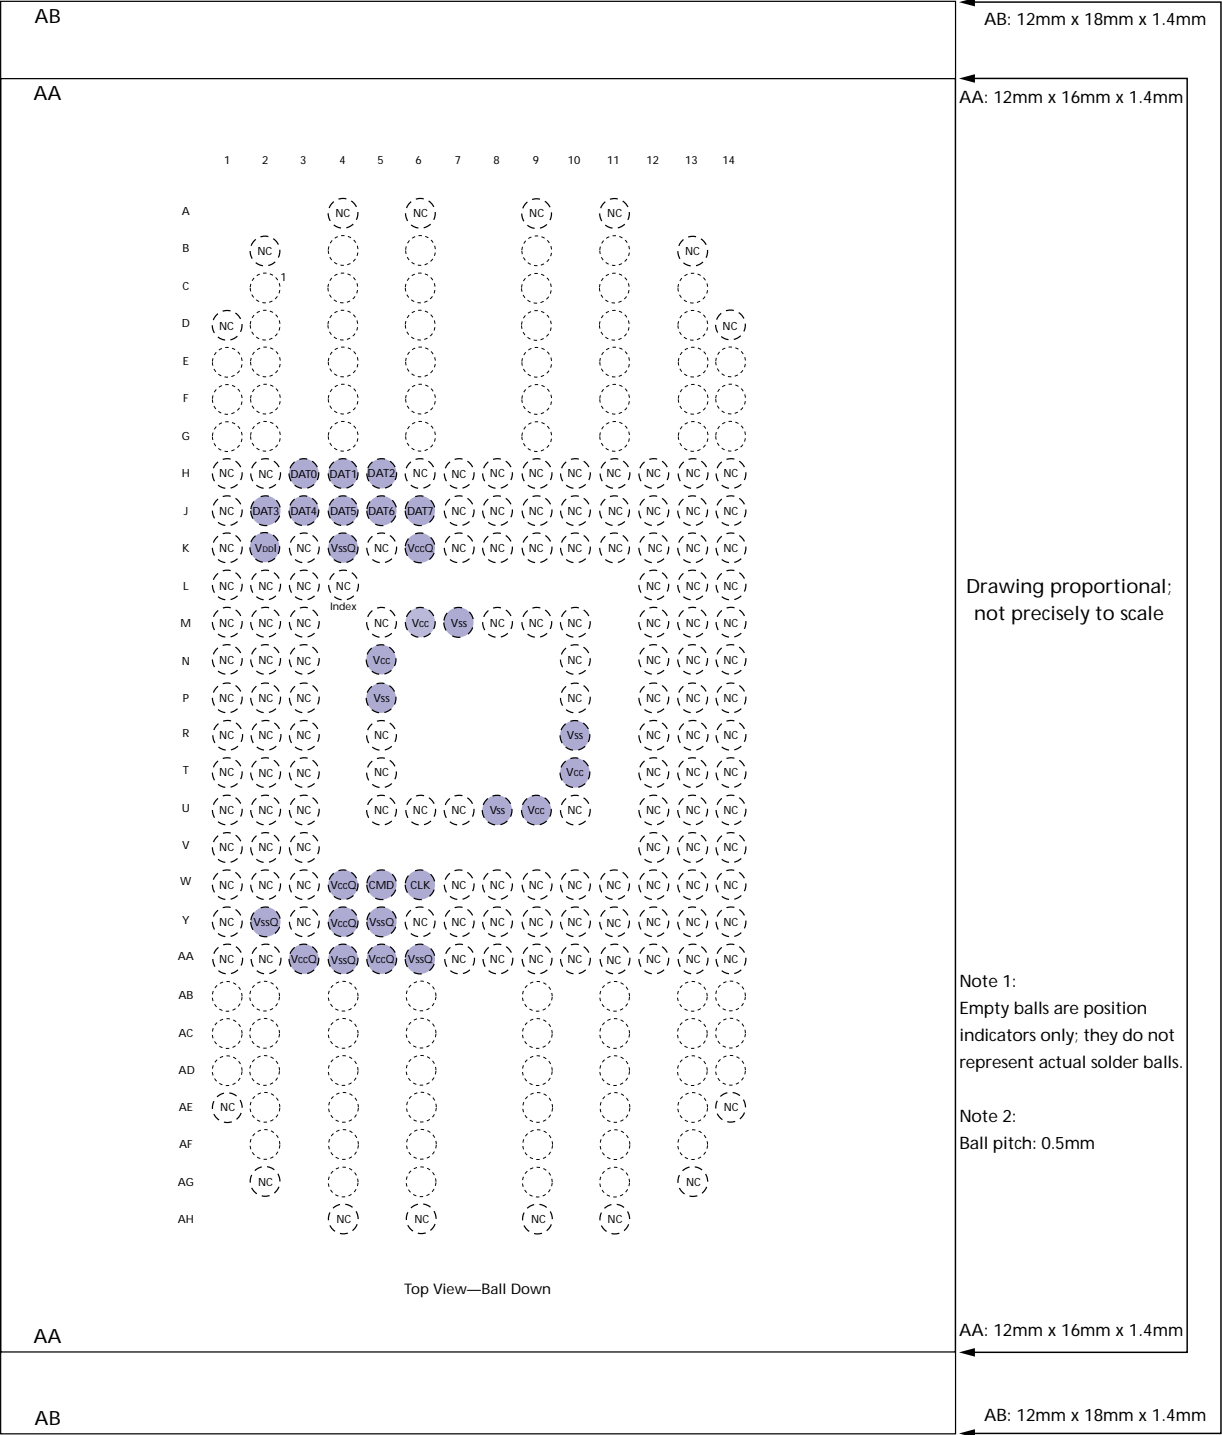 AB
AB: 12mm x 18mm x 1.4mm
AA
AA: 12mm x 16mm x 1.4mm
1 2 3 4 5 6 7 8 9 10 11 12 13 14
A NC NC NC NC
B NC NC
C 1
D NC NC
E
F
G
H NC NC DAT0 DAT1 DAT2 NC NC NC NC NC NC NC NC NC
J NC DAT3 DAT4 DAT5 DAT6 DAT7 NC NC NC NC NC NC NC NC
K NC VDDI NC VssQ NC VccQ NC NC NC NC NC NC NC NC
L NC NC NC NC NC NC NC
Index
M NC NC NC NC Vcc Vss NC NC NC NC NC NC
N NC NC NC Vcc NC NC NC NC
P NC NC NC Vss NC NC NC NC
R NC NC NC NC Vss NC NC NC
T NC NC NC NC Vcc NC NC NC
U NC NC NC NC NC NC Vss Vcc NC NC NC NC
V NC NC NC NC NC NC
W NC NC NC VccQ CMD CLK NC NC NC NC NC NC NC NC
Y NC VssQ NC VccQ VssQ NC NC NC NC NC NC NC NC NC
AA NC NC VccQ VssQ VccQ VssQ NC NC NC NC NC NC NC NC
AB
AC
AD
AE NC NC
AF
AG NC NC
AH NC NC NC NC
Top View—Ball Down
Drawing proportional;
not precisely to scale
Note 1:
Empty balls are position
indicators only; they do not
represent actual solder balls.
Note 2:
Ball pitch: 0.5mm
AA
AA: 12mm x 16mm x 1.4mm
AB
AB: 12mm x 18mm x 1.4mm